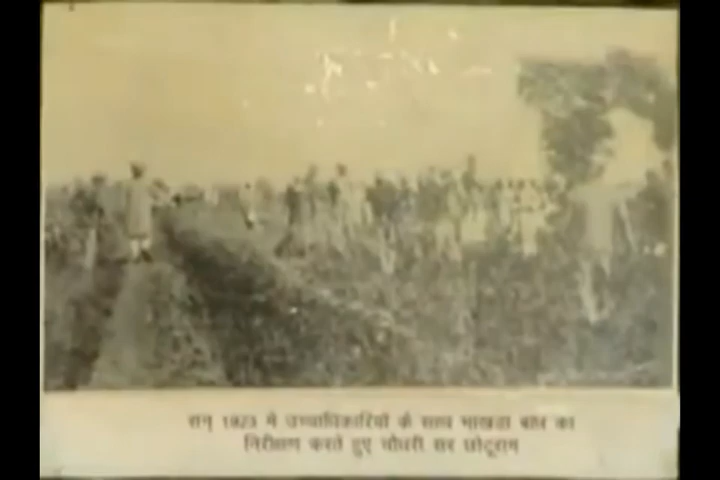 सन् 1923 में उच्चाधिकारियों के साथ भाखड़ा बांध का
निरीक्षण करते हुए चौधरी सर छोटूराम